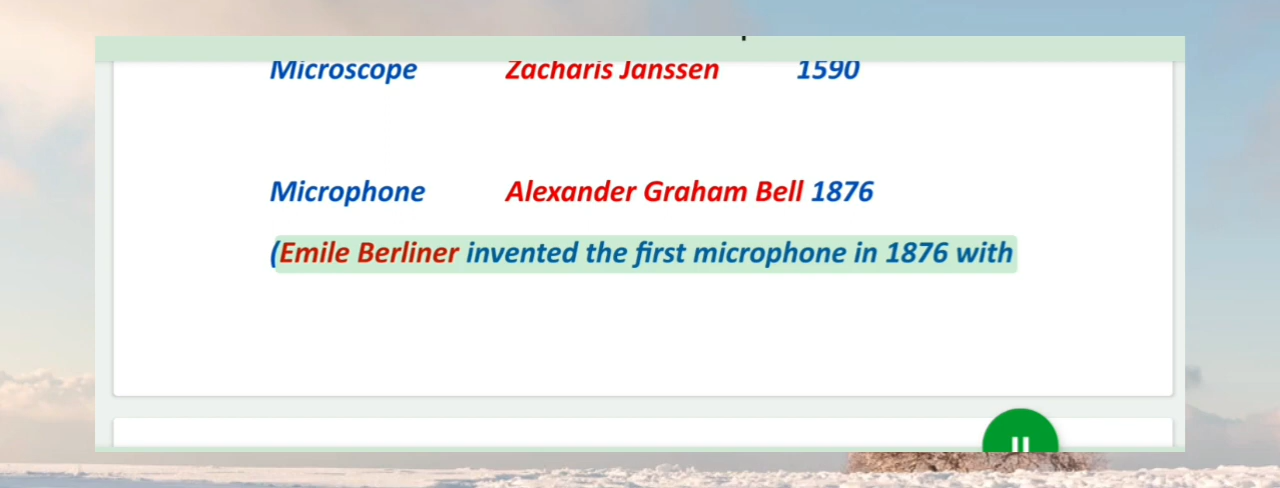 Microscope Zacharis Janssen 1590
Microphone Alexander Graham Bell 1876
(Emile Berliner invented the first microphone in 1876 with